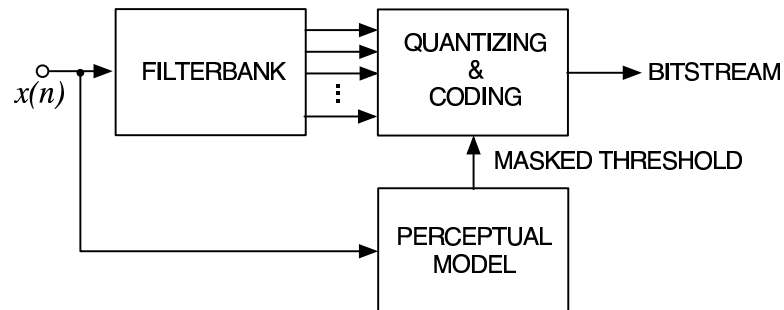 x(n)
FILTERBANK
QUANTIZING
&
CODING
BITSTREAM
MASKED THRESHOLD
PERCEPTUAL
MODEL